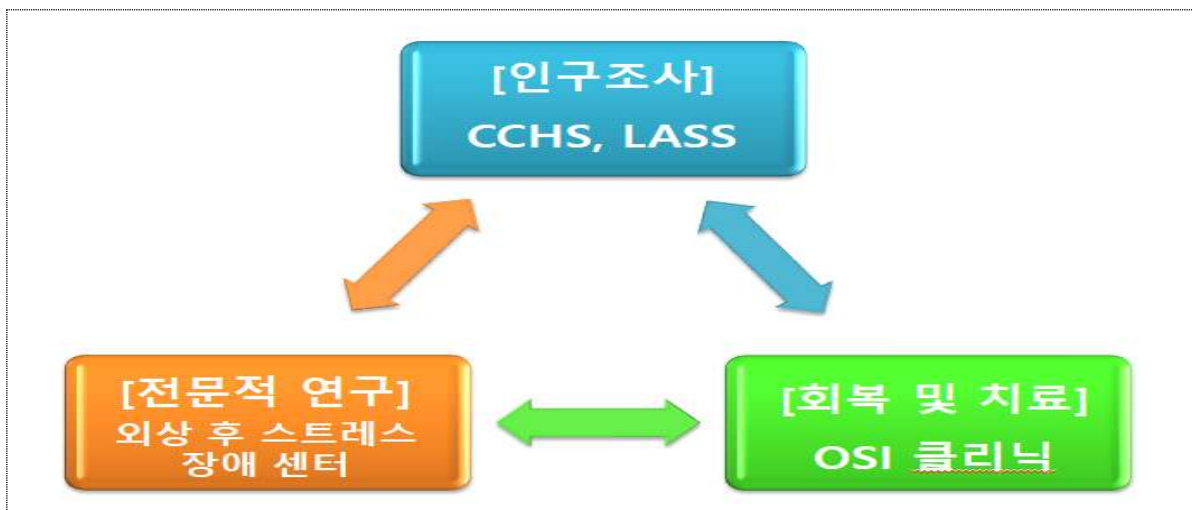 [인구조사]
CCHS, LASS
[전문적 연구]
외상 후 스트레스
장애 센터
[회복 및 치료]
OSI 클리닉